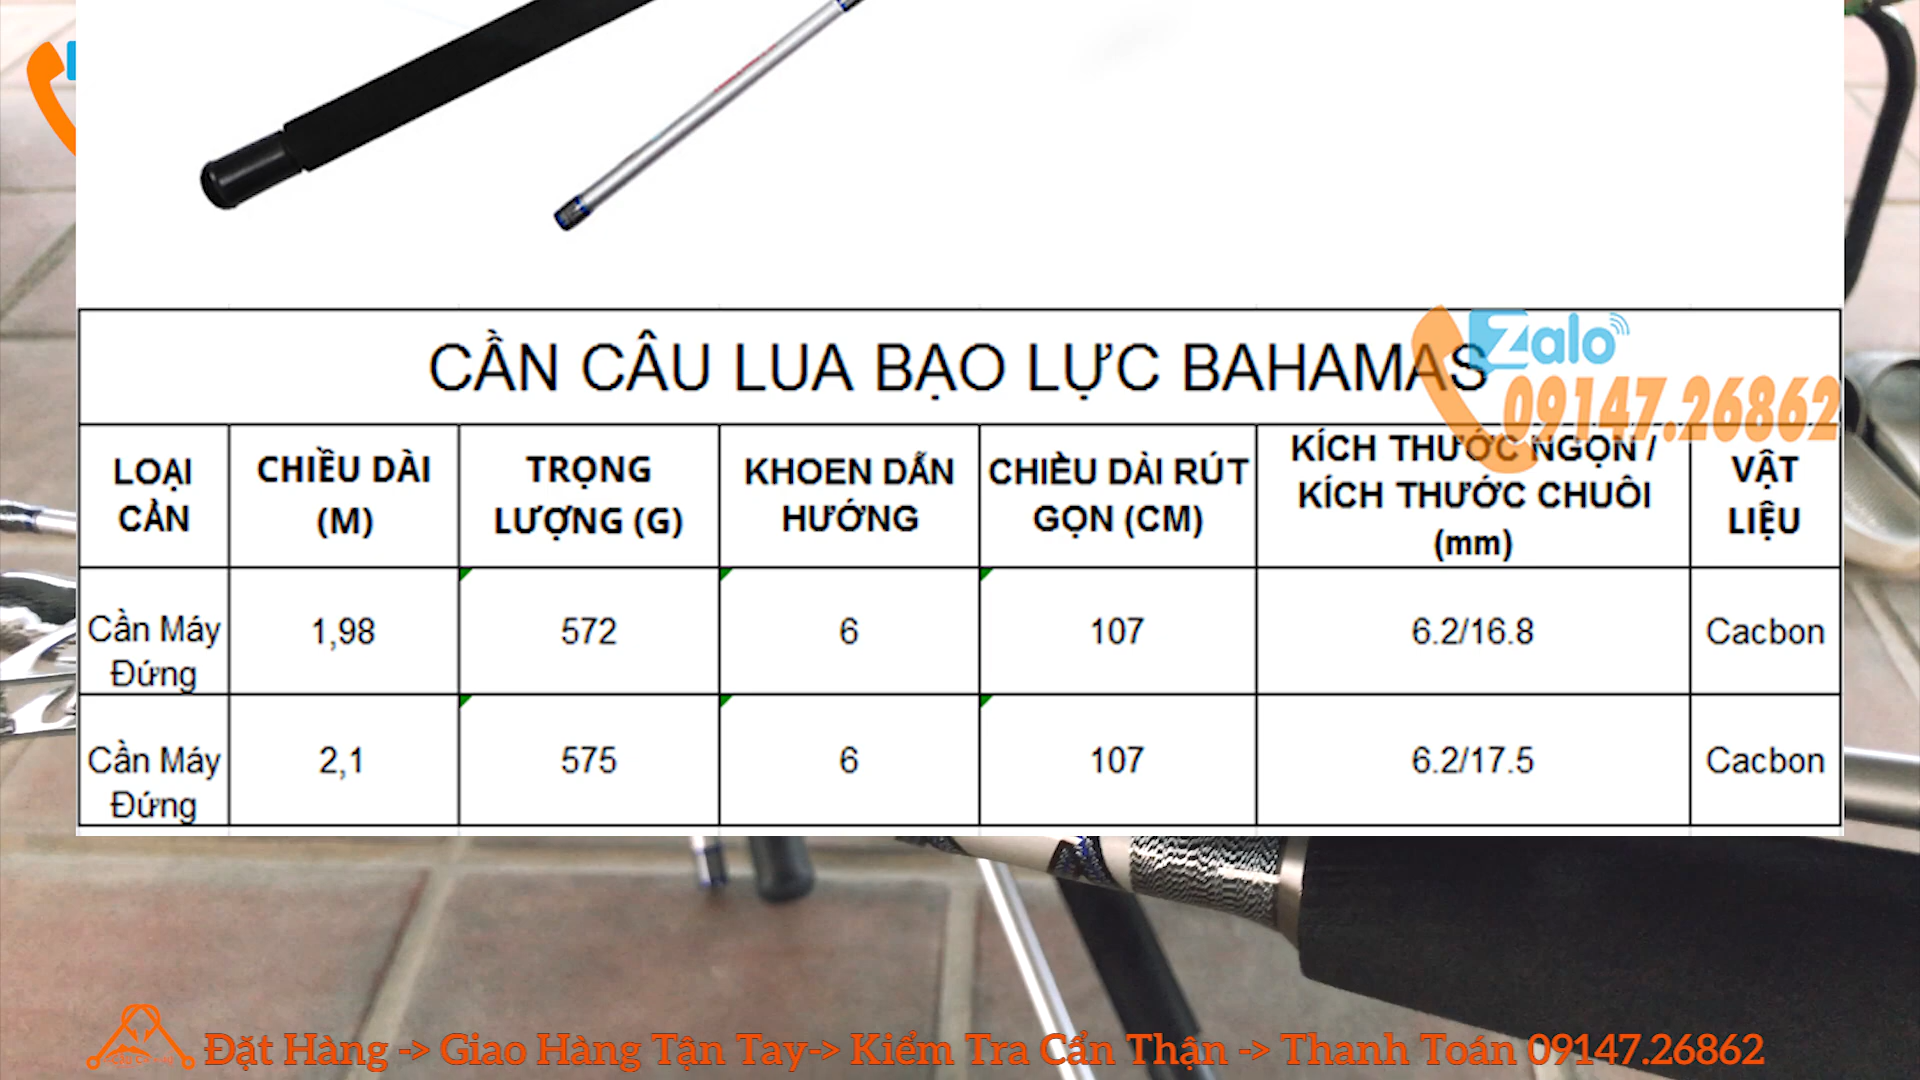 CẦN CÂU LUA BẠO LỰC BAHAMAS
Zalo
09147.26862
LOẠI
CẦN
CHIỀU DÀI
(M)
TRỌNG
LƯỢNG (G)
KHOEN DẪN
HƯỚNG
CHIỀU DÀI RÚT
GỌN (CM)
KÍCH THƯỚC NGỌN /
KÍCH THƯỚC CHUÔI
(mm)
VẬT
LIỆU
Cần Máy
Đứng
1,98
572
6
107
6.2/16.8
Cacbon
Cần Máy
Đứng
2,1
575
6
107
6.2/17.5
Cacbon
Đặt Hàng -> Giao Hàng Tận Tay-> Kiểm Tra Cẩn Thận -> Thanh Toán 09147.26862